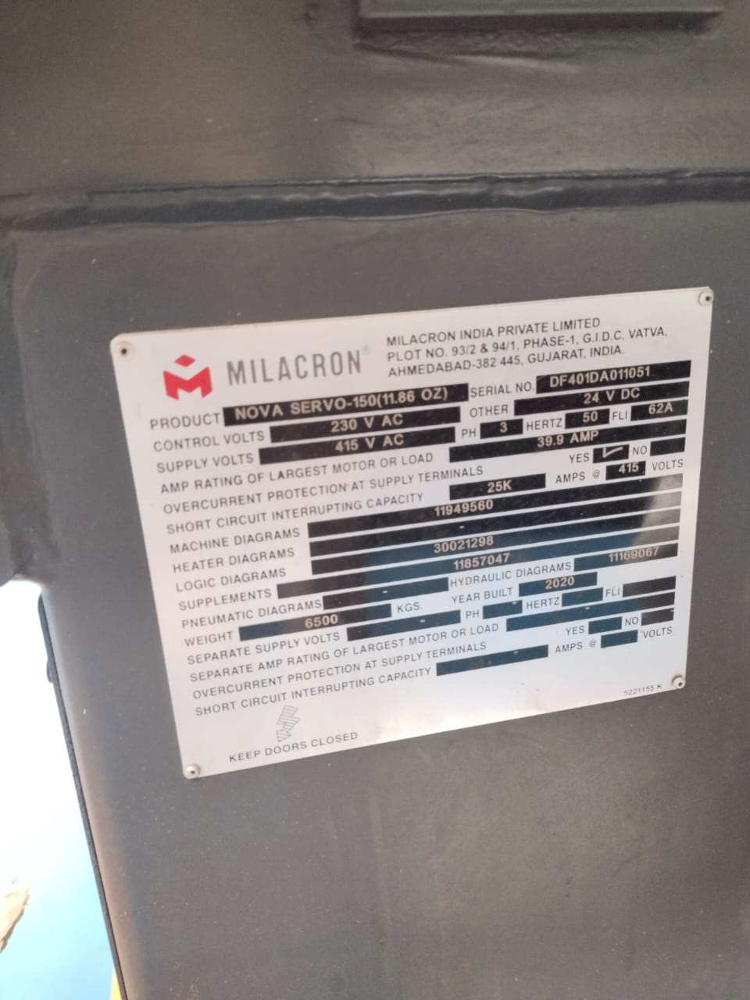 MILACRON®
MILACRON INDIA PRIVATE LIMITED
PLOT NO. 93/2 & 94/1, PHASE-1, G.I.D.C, VATVA,
AHMEDABAD-382 445, GUJARAT, INDIA.
PRODUCT NOVA SERVO-150(11.86 OZ) SERIAL NO. DF401DA011051
CONTROL VOLTS 230 V AC OTHER 24 V DC
SUPPLY VOLTS 415 V AC PH 3 HERTZ 50 FLI 62A
AMP RATING OF LARGEST MOTOR OR LOAD 39.9 AMP
OVERCURRENT PROTECTION AT SUPPLY TERMINALS YES ✓ NO
SHORT CIRCUIT INTERRUPTING CAPACITY 25K AMPS @ 415 VOLTS
MACHINE DIAGRAMS 11949560
HEATER DIAGRAMS -
LOGIC DIAGRAMS 30021298
SUPPLEMENTS 11857047
PNEUMATIC DIAGRAMS HYDRAULIC DIAGRAMS 11169067
WEIGHT 6500 KGS. YEAR BUILT 2020
SEPARATE SUPPLY VOLTS - PH - HERTZ FLI
SEPARATE AMP RATING OF LARGEST MOTOR OR LOAD
OVERCURRENT PROTECTION AT SUPPLY TERMINALS YES NO
SHORT CIRCUIT INTERRUPTING CAPACITY AMPS @ VOLTS
KEEP DOORS CLOSED
5221155 K